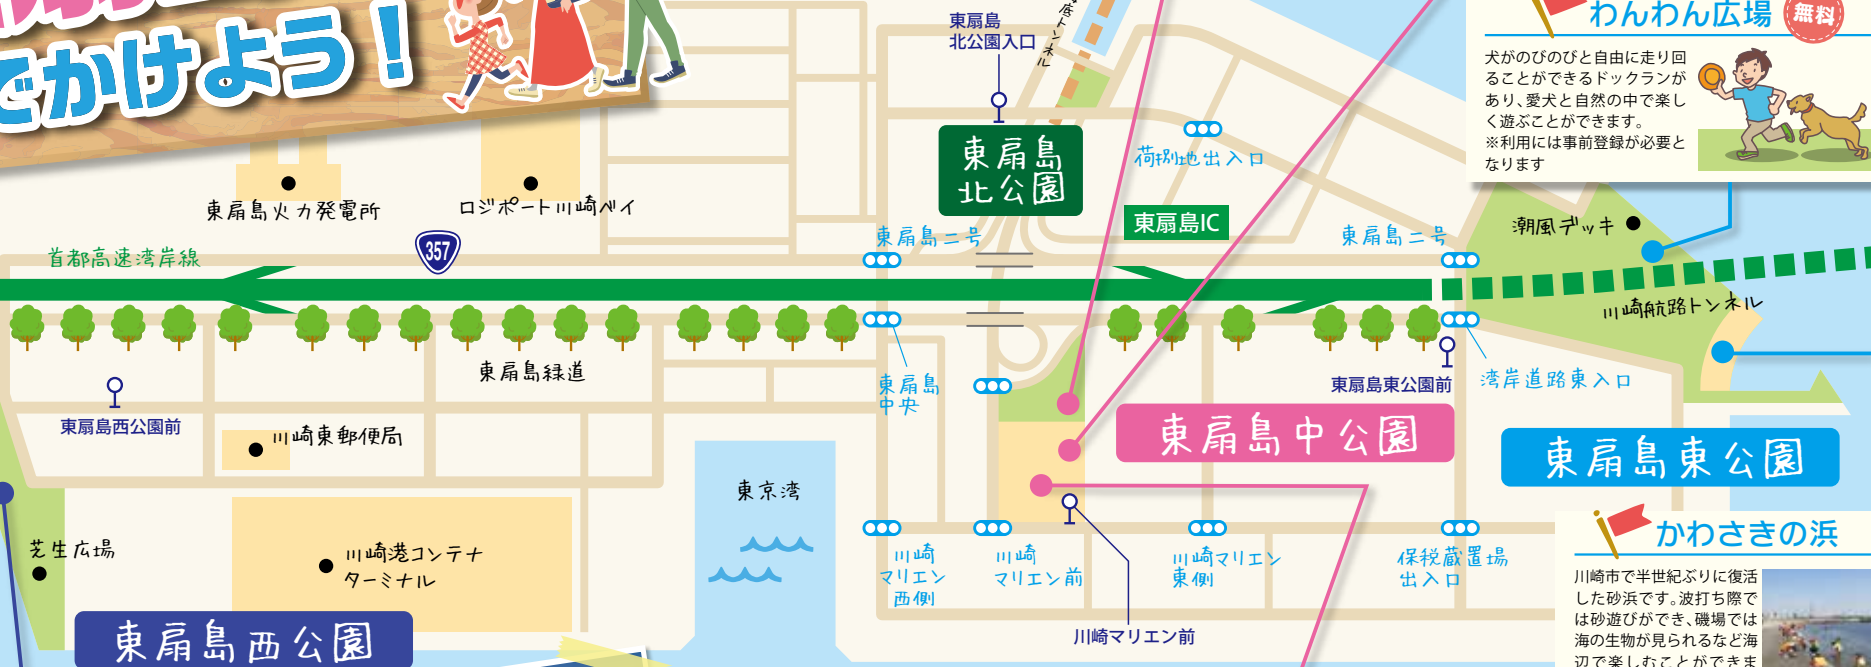 でかけよう！
東扇島
北公園入口
底トンネル
わんわん広場
無料
犬がのびのびと自由に走り回
ることができるドックランが
あり、愛犬と自然の中で楽し
く遊ぶことができます。
※利用には事前登録が必要と
なります
東扇島
北公園
荷捌地出入口
東扇島火力発電所
ロジポート川崎ベイ
東扇島IC
潮風デッキ
首都高速湾岸線
357
東扇島二号
東扇島二号
川崎航路トンネル
東扇島緑道
東扇島
中央
東扇島東公園前
湾岸道路東入口
東扇島西公園前
川崎東郵便局
東扇島中公園
東扇島東公園
東京湾
芝生広場
川崎港コンテナ
ターミナル
川崎
マリエン
西側
川崎
マリエン前
川崎マリエン
東側
保税蔵置場
出入口
かわさきの浜
川崎市で半世紀ぶりに復活
した砂浜です。波打ち際で
は砂遊びができ、磯場では
海の生物が見られるなど海
辺で楽しむことができま
東扇島西公園
川崎マリエン前